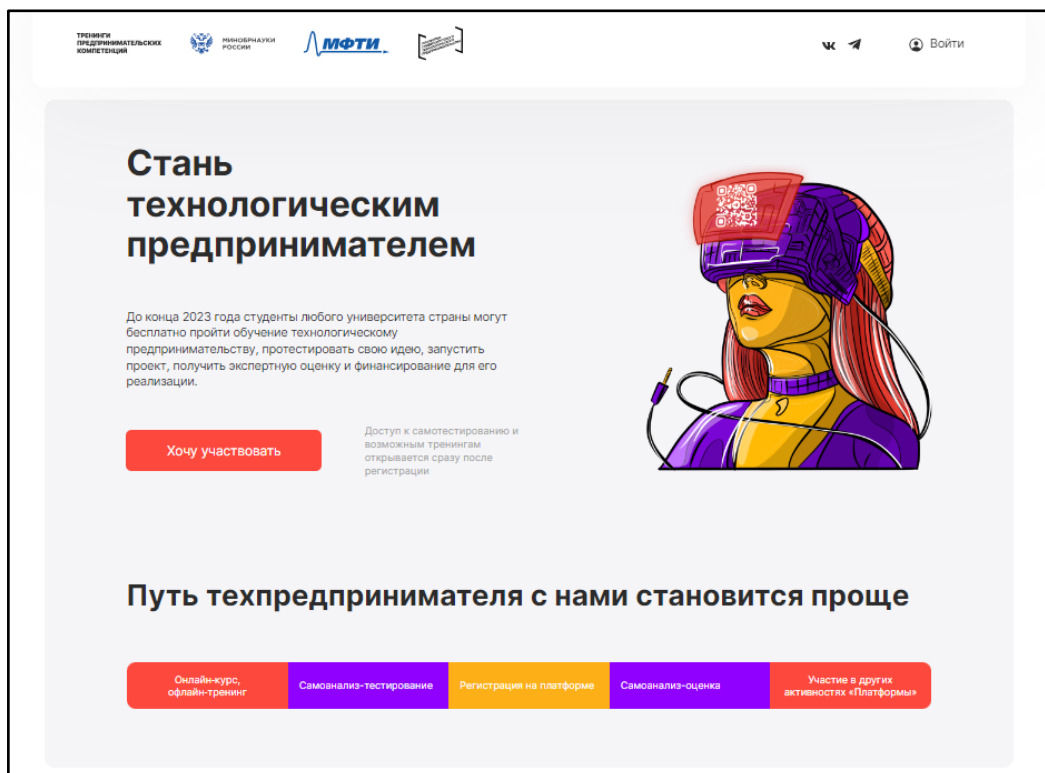 ТРЕНИНГИ
ПРЕДПРИНИМАТЕЛЬСКИХ
КОМПЕТЕНЦИЙ
МИНОБРНАУКИ
РОССИИ
МФТИ
Войти
Стань
технологическим
предпринимателем
До конца 2023 года студенты любого университета страны могут
бесплатно пройти обучение технологическому
предпринимательству, протестировать свою идею, запустить
проект, получить экспертную оценку и финансирование для его
реализации.
Хочу участвовать
Доступ к самотестированию и
возможным тренингам
открывается сразу после
регистрации
Путь техпредпринимателя с нами становится проще
Онлайн-курс,
офлайн-тренинг
Самоанализ-тестирование
Регистрация на платформе
Самоанализ-оценка
Участие в других
активностях «Платформы»